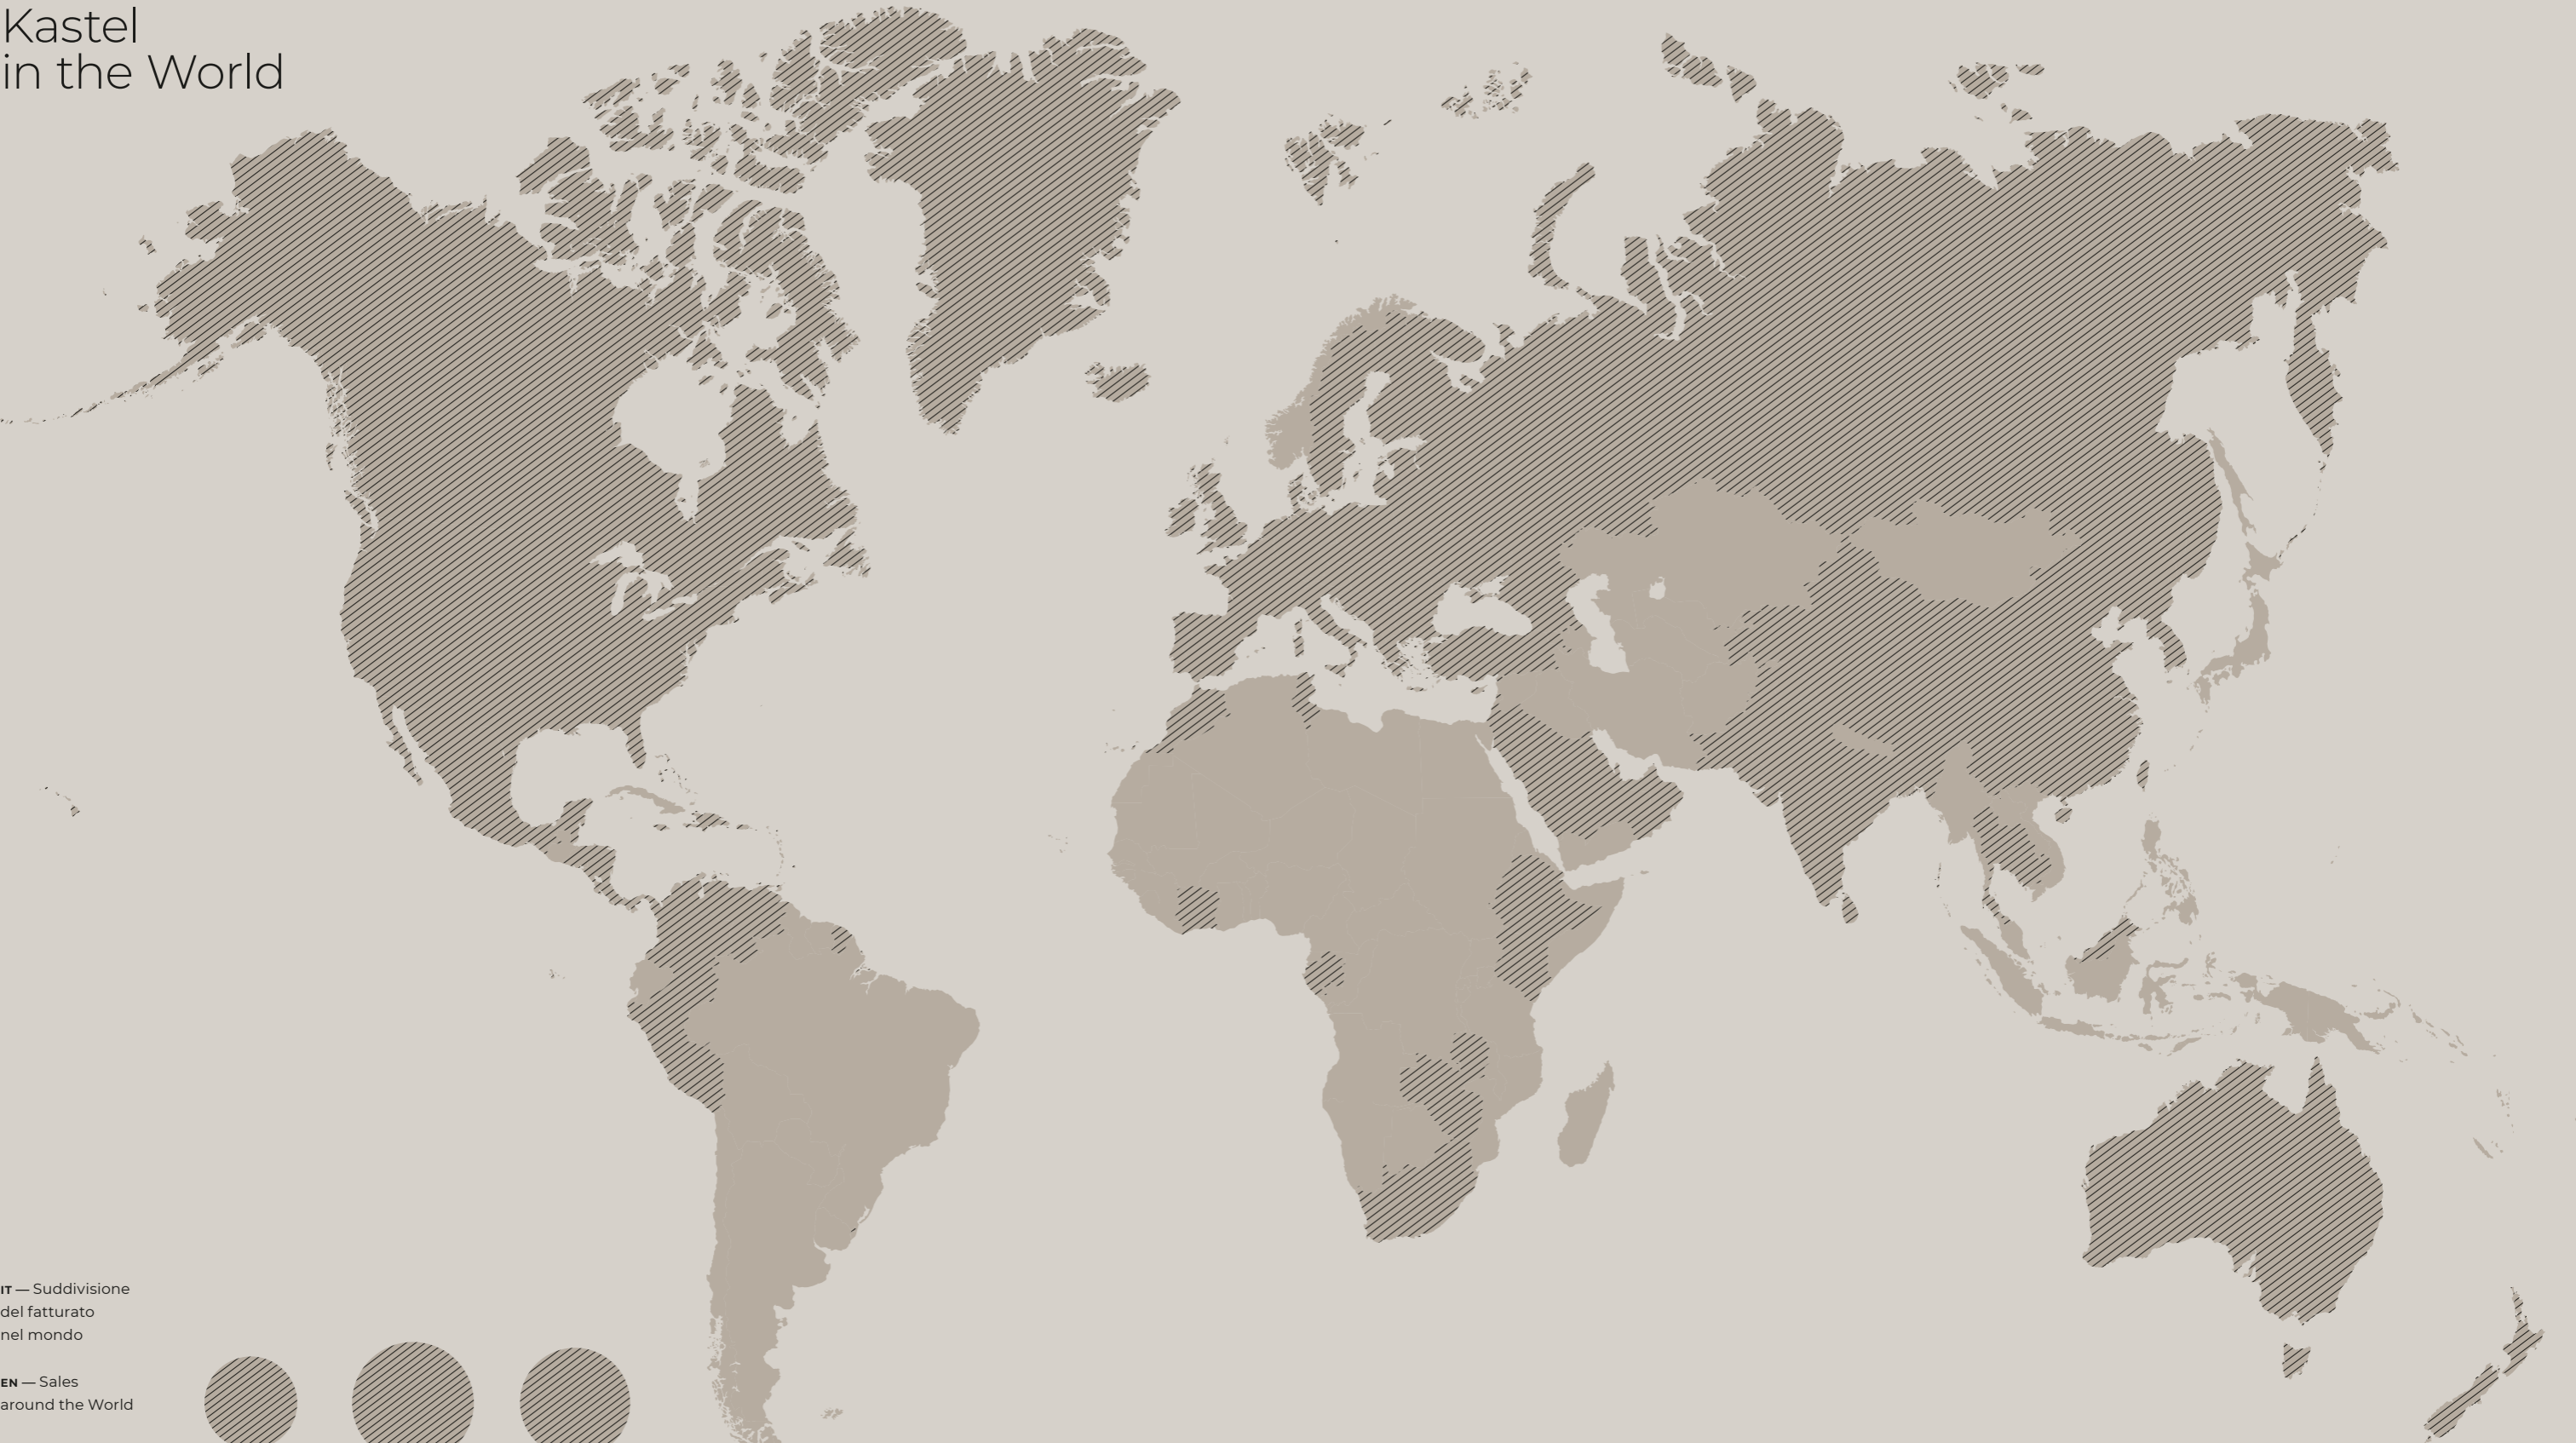 Kastel
in the World
IT — Suddivisione
del fatturato
nel mondo
EN — Sales
around the World